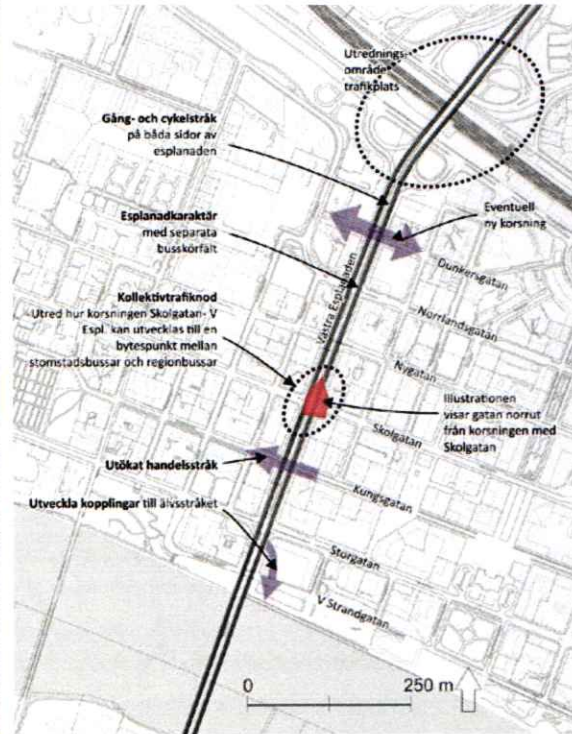 Utrednings-
område
trafikplats
Gång- och cykelstråk
på båda sidor av
esplanaden
Esplanadkaraktär
med separata
busskörfält
Eventuell
ny korsning
Dunkersgatan
Västra Esplanaden
Norrlandsgatan
Kollektivtrafiknod
Utred hur korsningen Skolgatan- V
Espl. kan utvecklas till en
bytespunkt mellan
stomstadsbussar och regionbussar
Nygatan
Illustrationen
visar gatan norrut
från korsningen med
Skolgatan
Skolgatan
Utökat handelsstråk
Kungsgatan
Utveckla kopplingar till älvsstråket
Storgatan
V Strandgatan
0 250 m